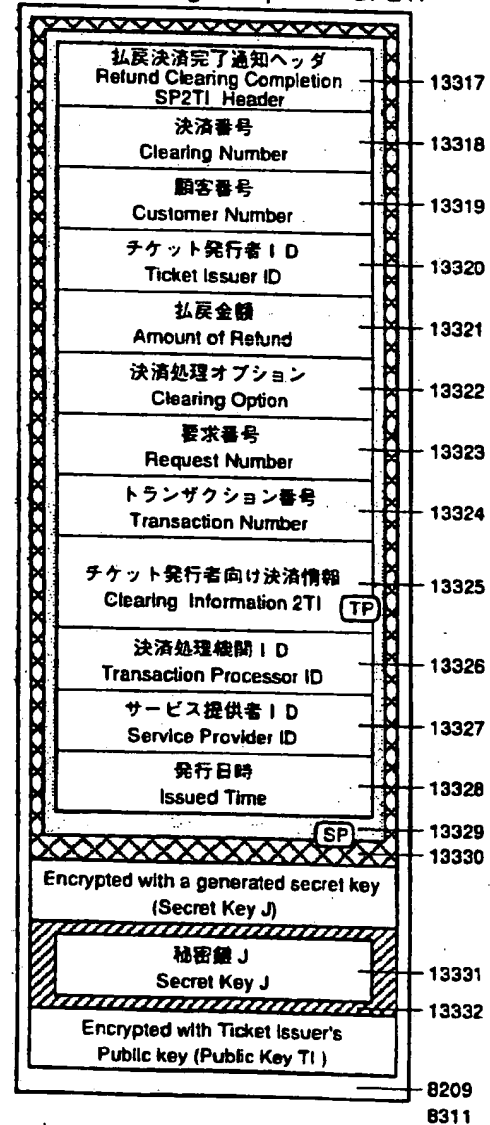 払戻決済完了通知ヘッダ
Refund Clearing Completion
SP2TI Header
13317
決済番号
Clearing Number
13318
顧客番号
Customer Number
13319
チケット発行者ID
Ticket Issuer ID
13320
払戻金額
Amount of Refund
13321
決済処理オプション
Clearing Option
13322
要求番号
Request Number
13323
トランザクション番号
Transaction Number
13324
チケット発行者向け決済情報
Clearing Information 2TI
TP
13325
決済処理機関ID
Transaction Processor ID
13326
サービス提供者ID
Service Provider ID
13327
発行日時
Issued Time
13328
SP
13329
13330
Encrypted with a generated secret key
(Secret Key J)
秘密鍵 J
Secret Key J
13331
13332
Encrypted with Ticket Issuer's
Public key (Public Key TI)
8209
8311